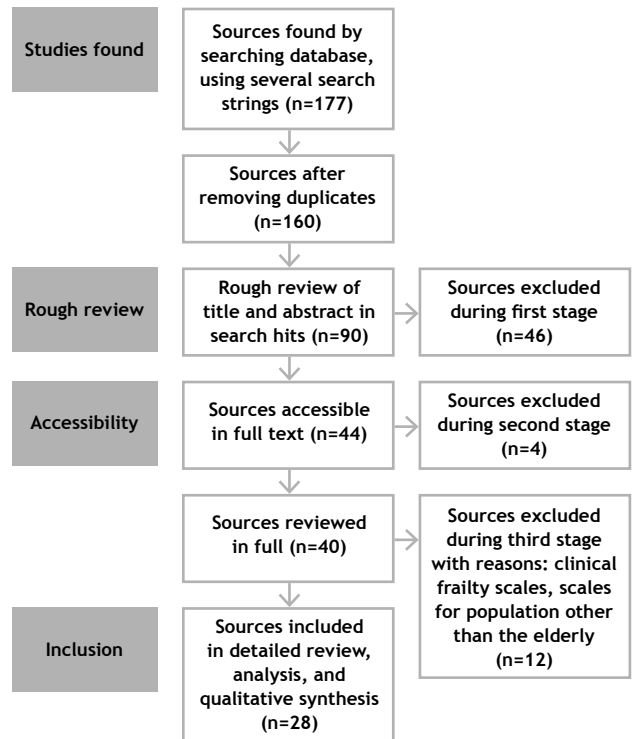 Studies found
Sources found by
searching database,
using several search
strings (n=177)
Sources after
removing duplicates
(n=160)
Rough review
Rough review of
title and abstract in
search hits (n=90)
Sources excluded
during first stage
(n=46)
Accessibility
Sources accessible
in full text (n=44)
Sources excluded
during second stage
(n=4)
Sources reviewed
in full (n=40)
Sources excluded
during third stage
with reasons: clinical
frailty scales, scales
for population other
than the elderly
(n=12)
Inclusion
Sources included
in detailed review,
analysis, and
qualitative synthesis
(n=28)